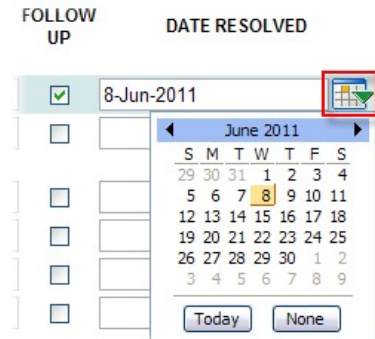 FOLLOW UP
DATE RESOLVED
8-Jun-2011
June 2011
S M T W T F S
29 30 31 1 2 3 4
5 6 7 8 9 10 11
12 13 14 15 16 17 18
19 20 21 22 23 24 25
26 27 28 29 30 1 2
3 4 5 6 7 8 9
Today None